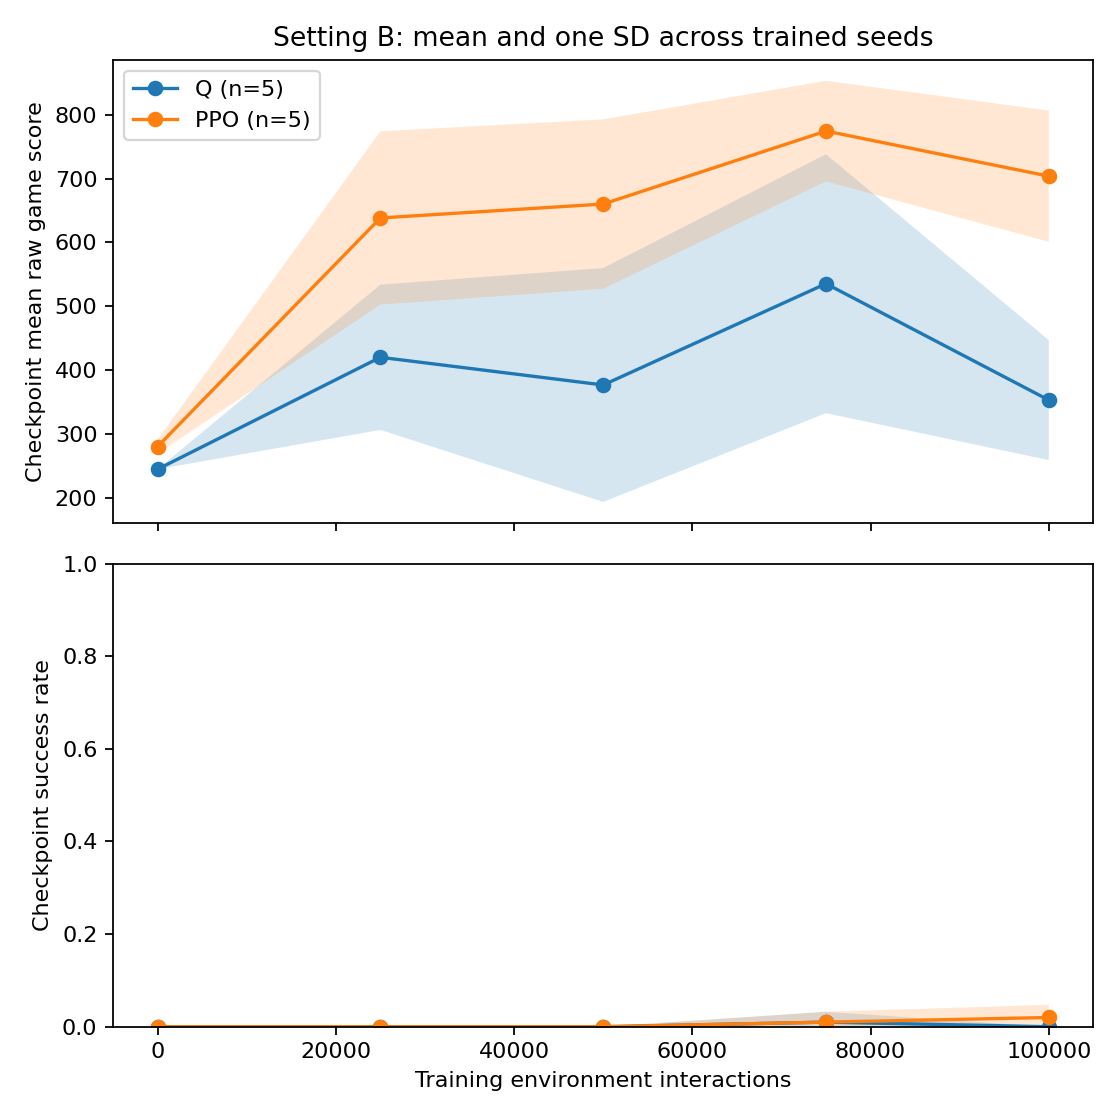 Setting B: mean and one SD across trained seeds
Q (n=5)
PPO (n=5)
Checkpoint mean raw game score
800
700
600
500
400
300
200
Checkpoint success rate
1.0
0.8
0.6
0.4
0.2
0.0
0 20000 40000 60000 80000 100000
Training environment interactions